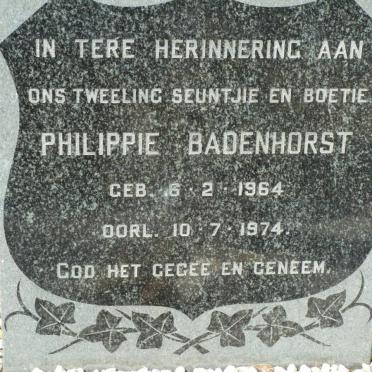 IN TERE HERINNERING AAN
ONS TWEELING SEUNTJIE EN BOETIE
PHILIPPIE BADENHORST
GEB. 6·2·1964
OORL. 10·7·1974.
GOD HET GEGEE EN GENEEM.